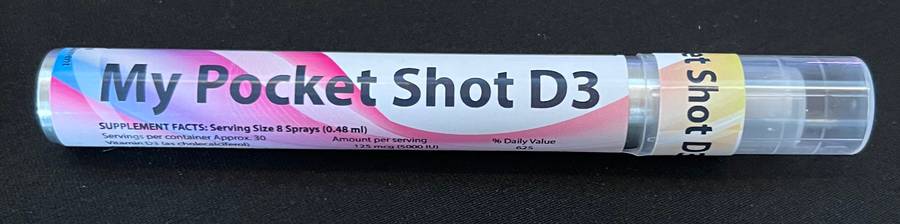 My Pocket Shot D3
SUPPLEMENT FACTS: Serving Size 8 Sprays (0.48 ml)
Servings per container Approx. 30 Amount per serving % Daily Value
Vitamin D3 (as cholecalciferol) 125 mcg (5000 IU) 625
et Shot D3